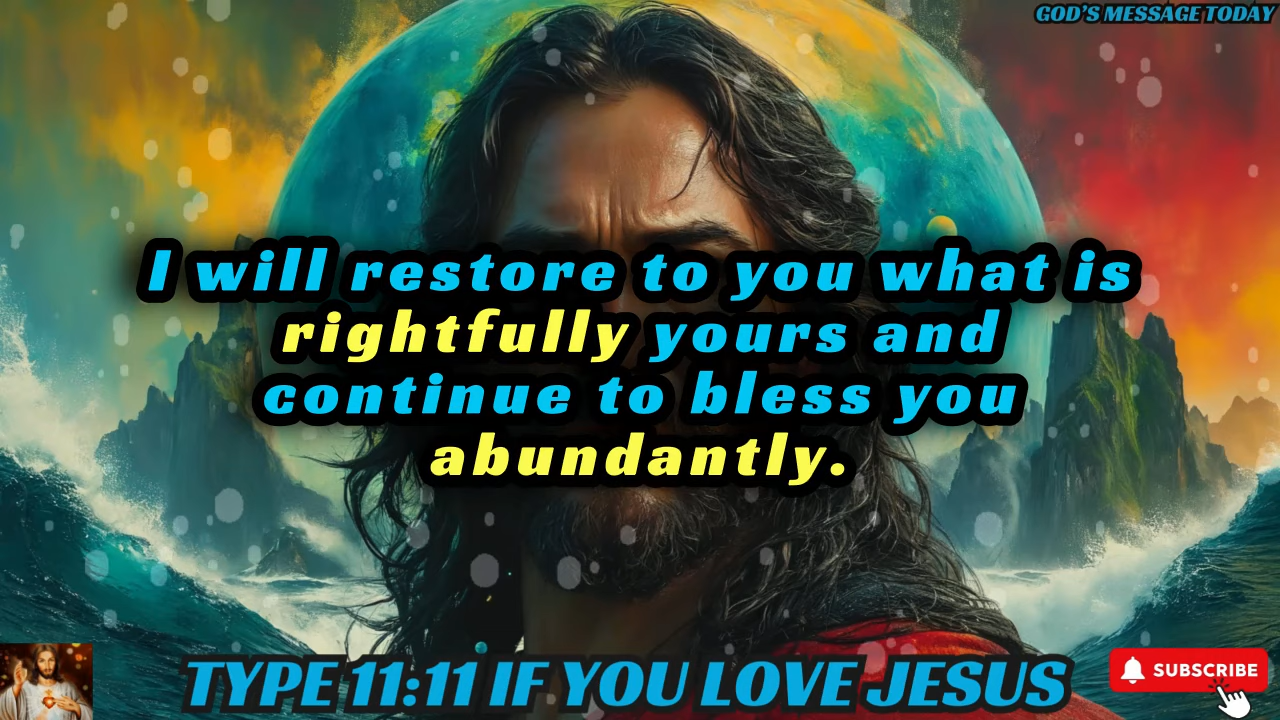 GOD'S MESSAGE TODAY
I will restore to you what is
rightfully yours and
continue to bless you
abundantly.
TYPE 11:11 IF YOU LOVE JESUS
SUBSCRIBE